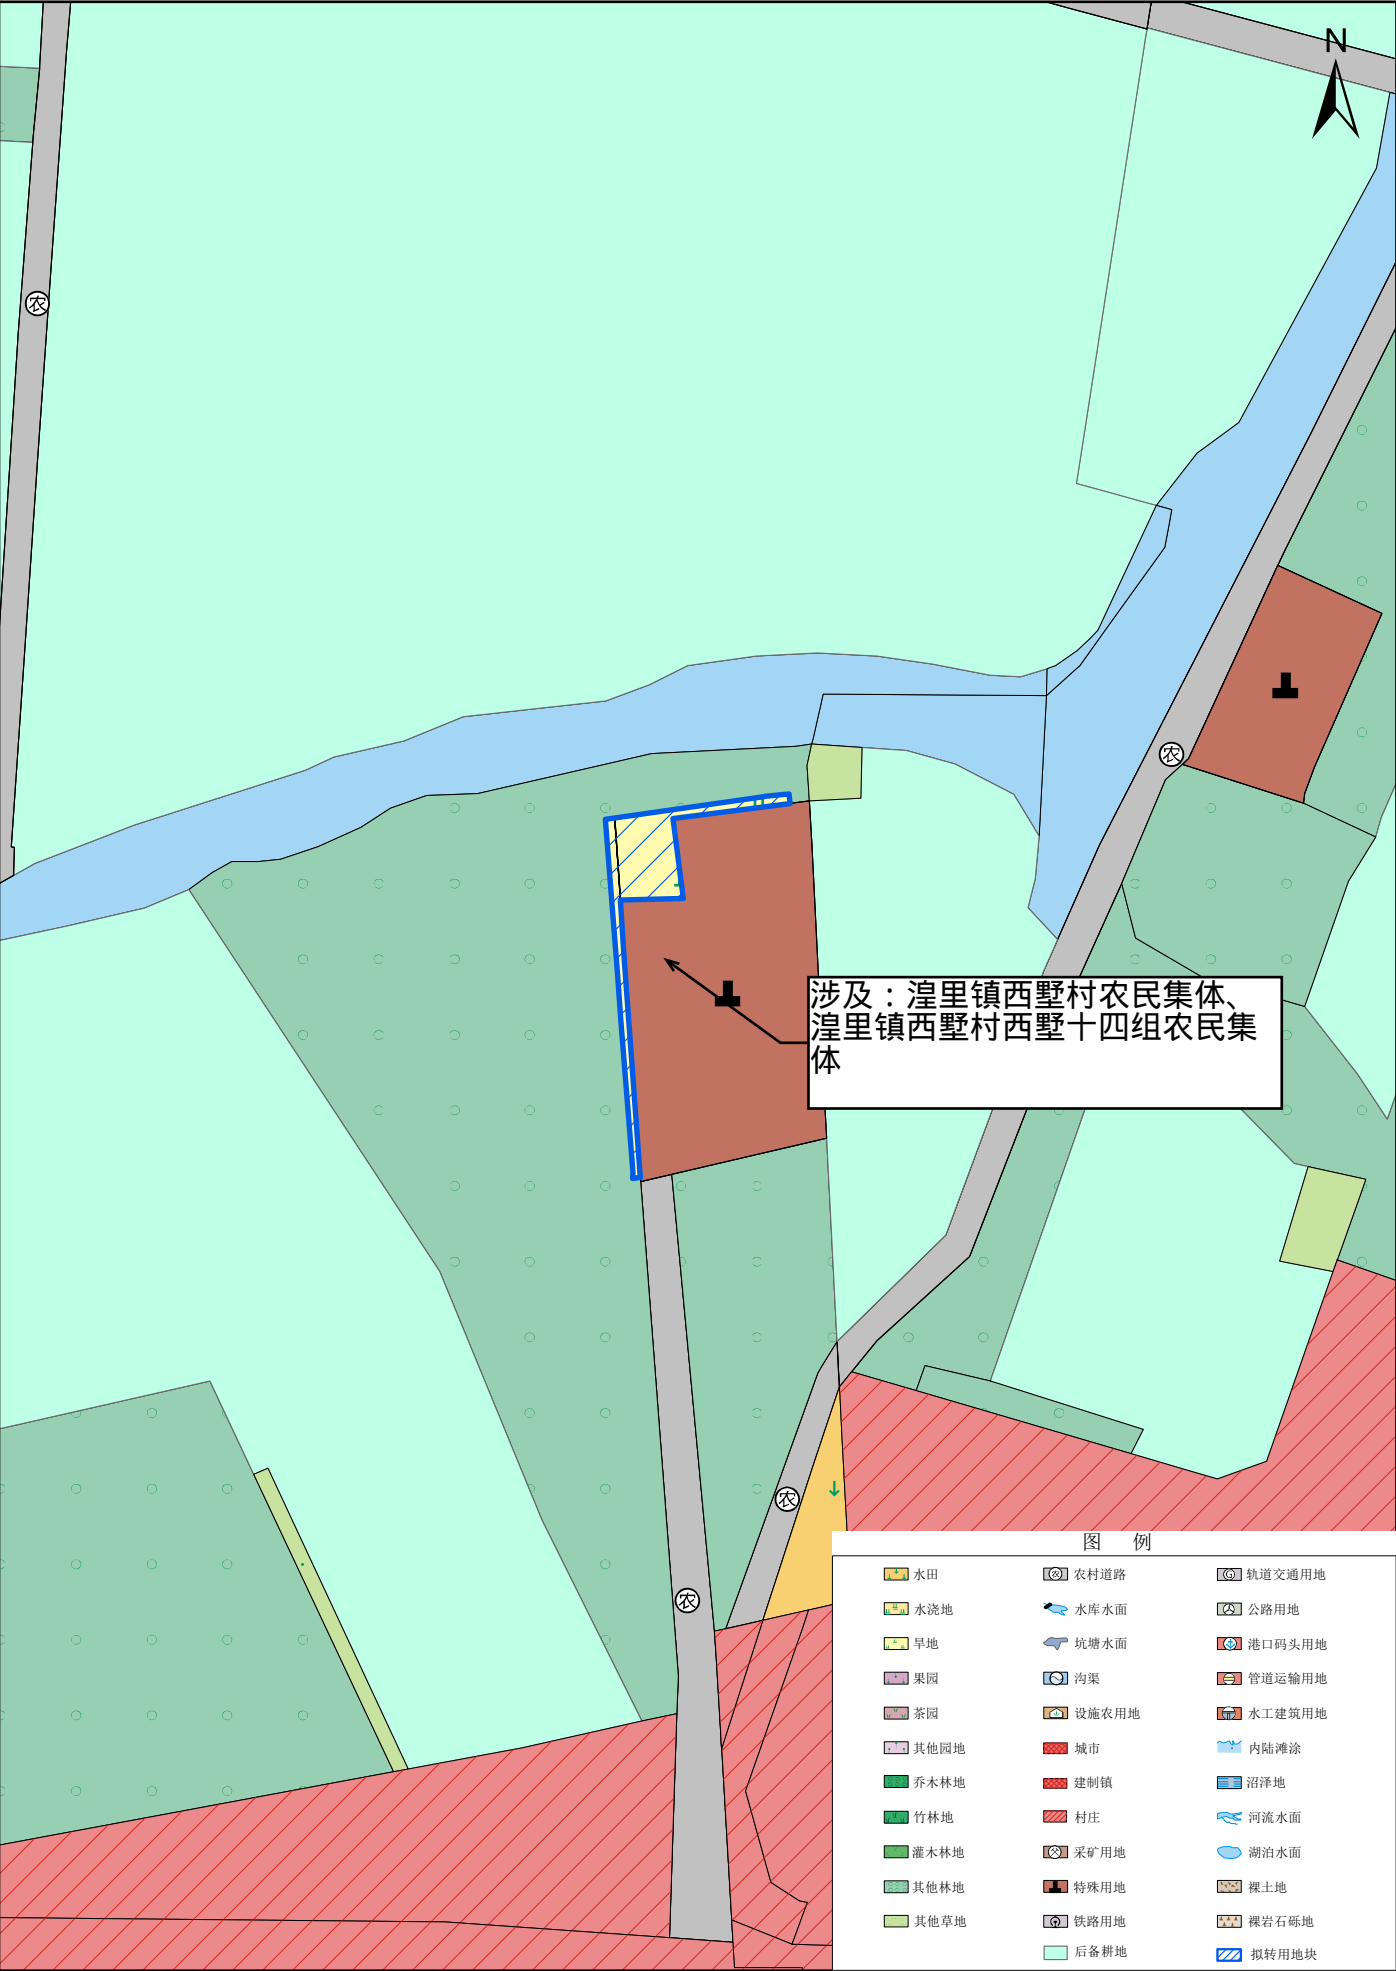 N
农
农
涉及：湟里镇西墅村农民集体、
湟里镇西墅村西墅十四组农民集
体
农
农
图 例
水田 农村道路 轨道交通用地
水浇地 水库水面 公路用地
旱地 坑塘水面 港口码头用地
果园 沟渠 管道运输用地
茶园 设施农用地 水工建筑用地
其他园地 城市 内陆滩涂
乔木林地 建制镇 沼泽地
竹林地 村庄 河流水面
灌木林地 采矿用地 湖泊水面
其他林地 特殊用地 裸土地
其他草地 铁路用地 裸岩石砾地
后备耕地 拟转用地块